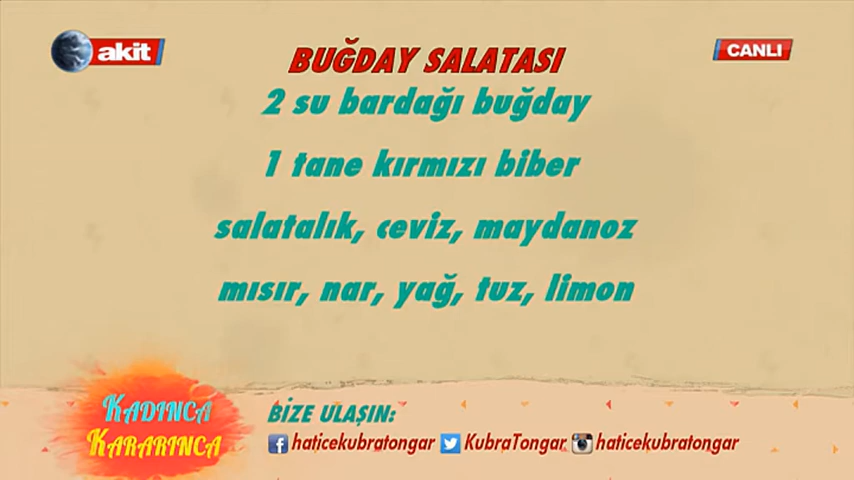 akit
CANLI
BUĞDAY SALATASI
2 su bardağı buğday
1 tane kırmızı biber
salatalık, ceviz, maydanoz
mısır, nar, yağ, tuz, limon
KADINCA
KARARINCA
BİZE ULAŞIN:
haticekubratongar KubraTongar haticekubratongar